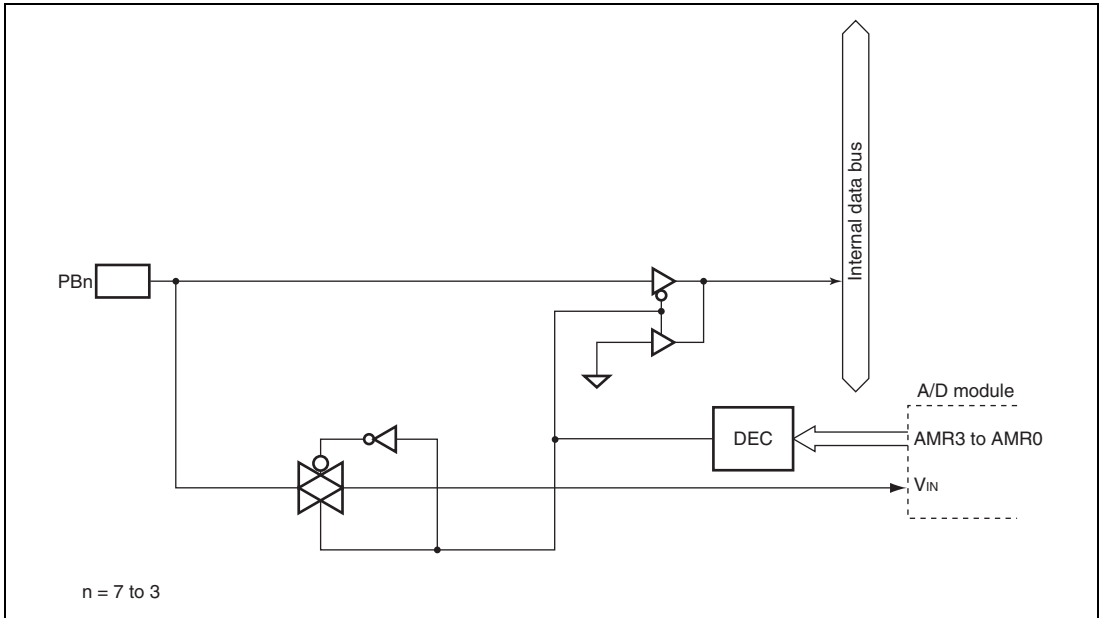 Internal data bus
PBn
A/D module
DEC
AMR3 to AMR0
VIN
n = 7 to 3